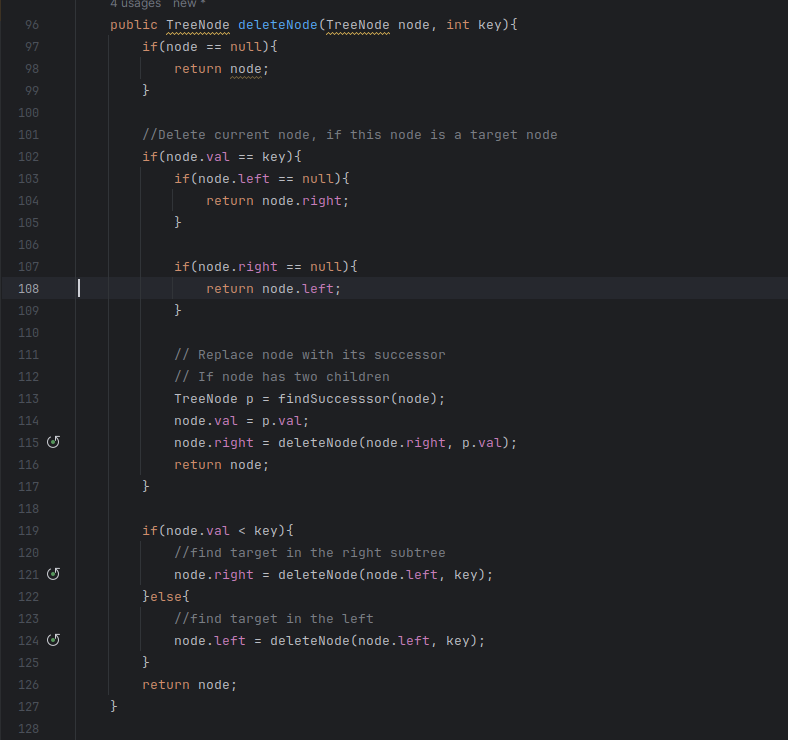 4 usages   new *
96 public TreeNode deleteNode(TreeNode node, int key){
97 if(node == null){
98 return node;
99 }
100
101 //Delete current node, if this node is a target node
102 if(node.val == key){
103 if(node.left == null){
104 return node.right;
105 }
106
107 if(node.right == null){
108 return node.left;
109 }
110
111 // Replace node with its successor
112 // If node has two children
113 TreeNode p = findSuccesssor(node);
114 node.val = p.val;
115 node.right = deleteNode(node.right, p.val);
116 return node;
117 }
118
119 if(node.val < key){
120 //find target in the right subtree
121 node.right = deleteNode(node.left, key);
122 }else{
123 //find target in the left
124 node.left = deleteNode(node.left, key);
125 }
126 return node;
127 }
128